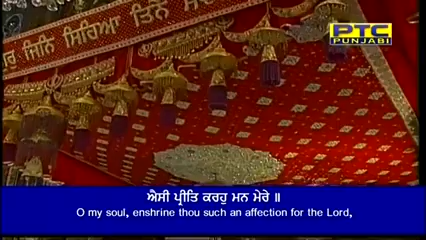 ਜਿਨਿ ਸਿਰਿਆ ਤਿਨੈ
PTC
PUNJABI
ਐਸੀ ਪ੍ਰੀਤਿ ਕਰਹੁ ਮਨ ਮੇਰੇ ॥
O my soul, enshrine thou such an affection for the Lord,